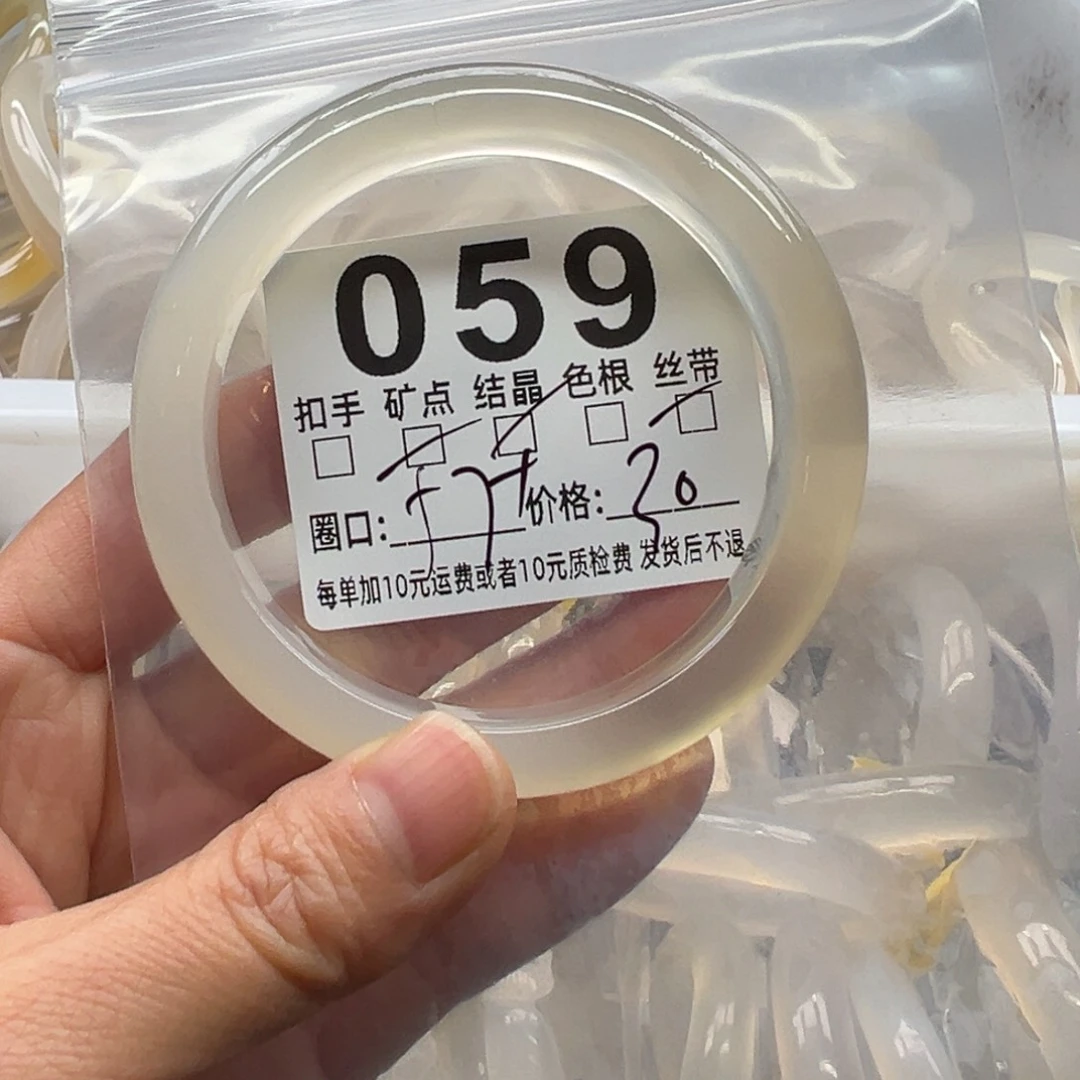 059
扣手 矿点 结晶 色根 丝带
圈口: 57 价格: 30
每单加10元运费或者10元质检费 发货后不退